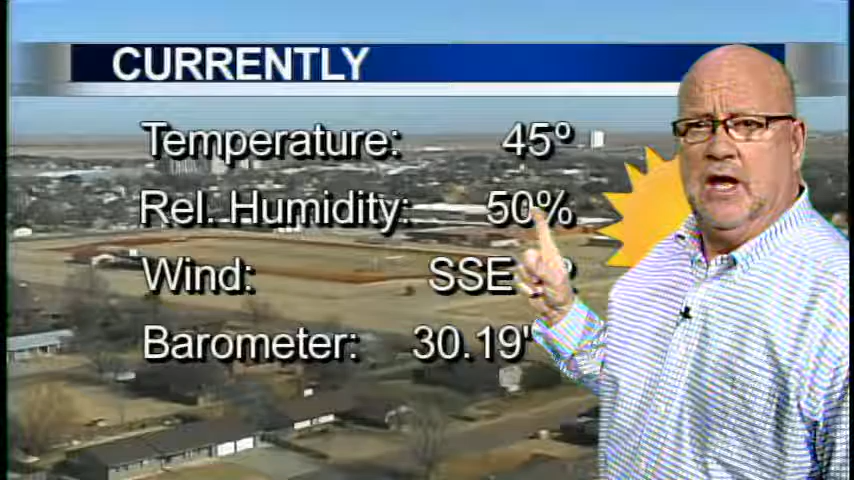 CURRENTLY
Temperature: 45º
Rel. Humidity: 50%
Wind: SSE
Barometer: 30.19"